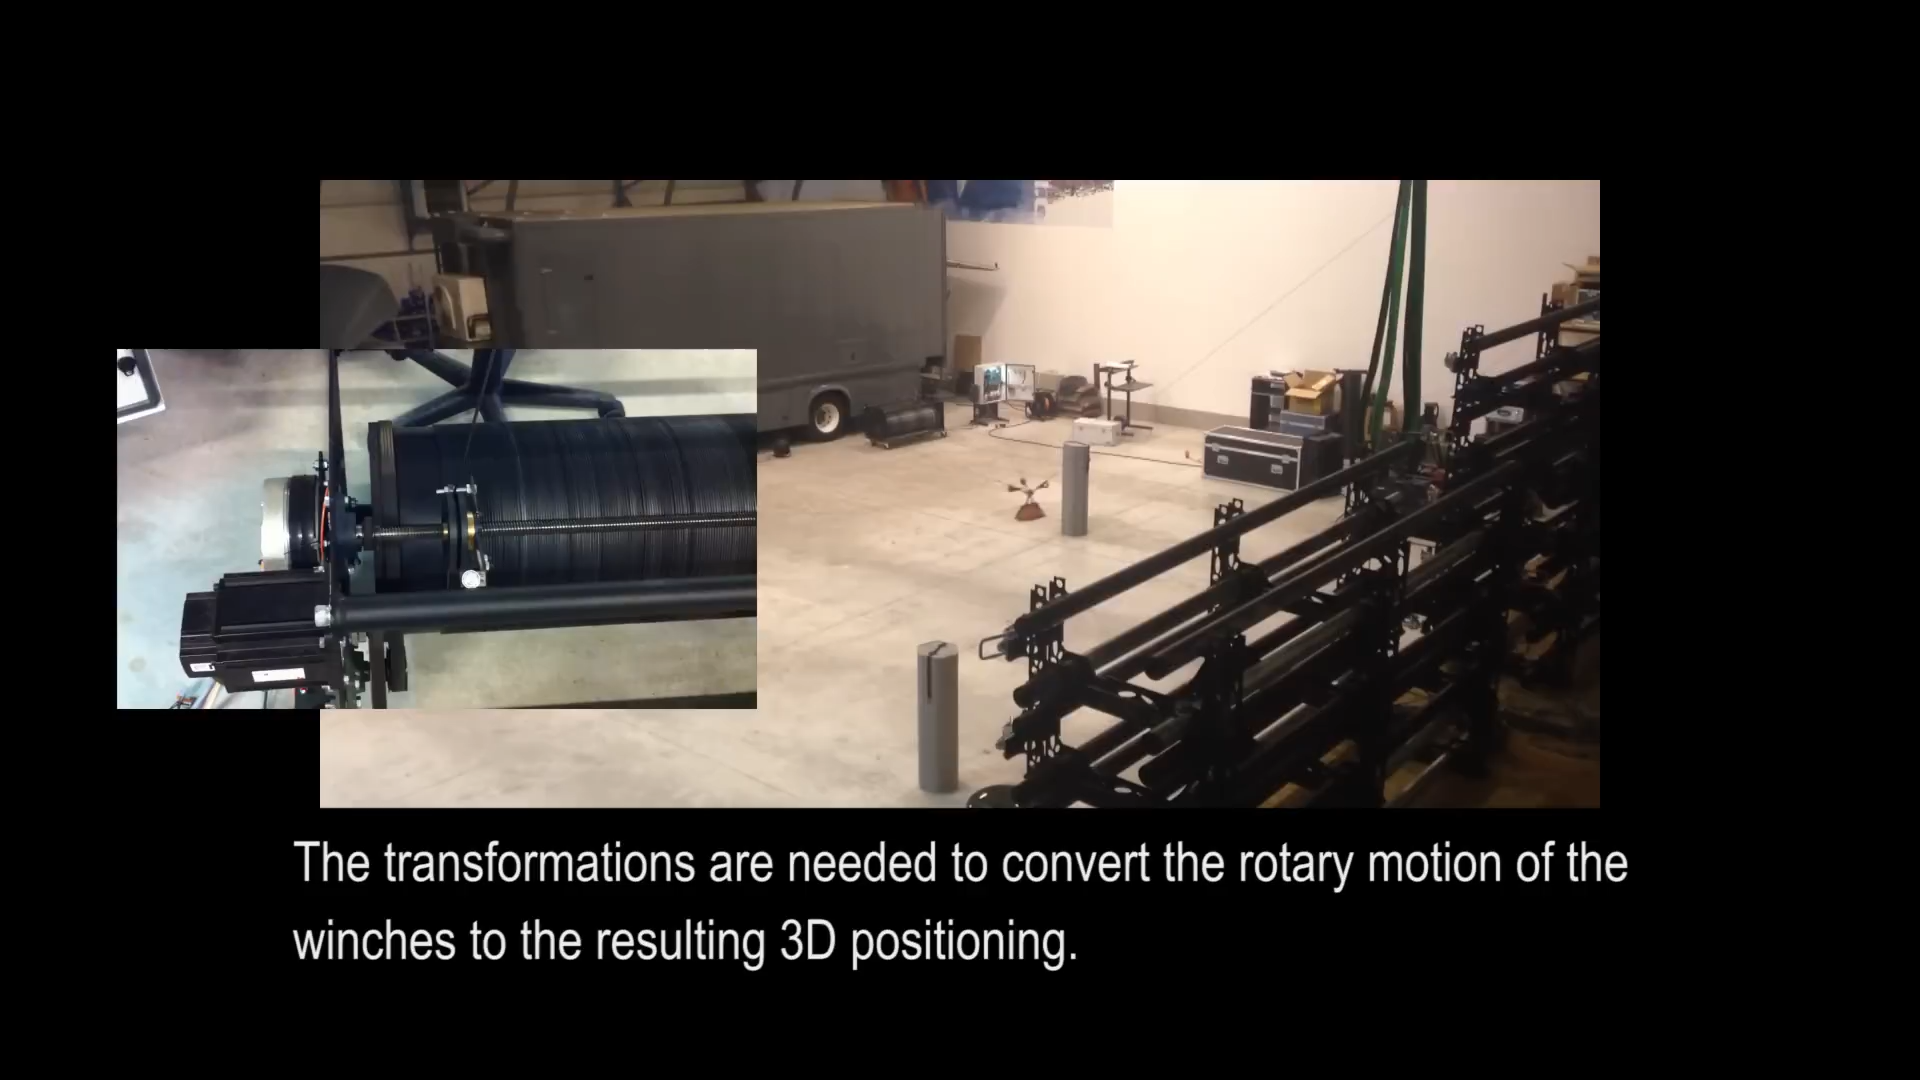 The transformations are needed to convert the rotary motion of the
winches to the resulting 3D positioning.